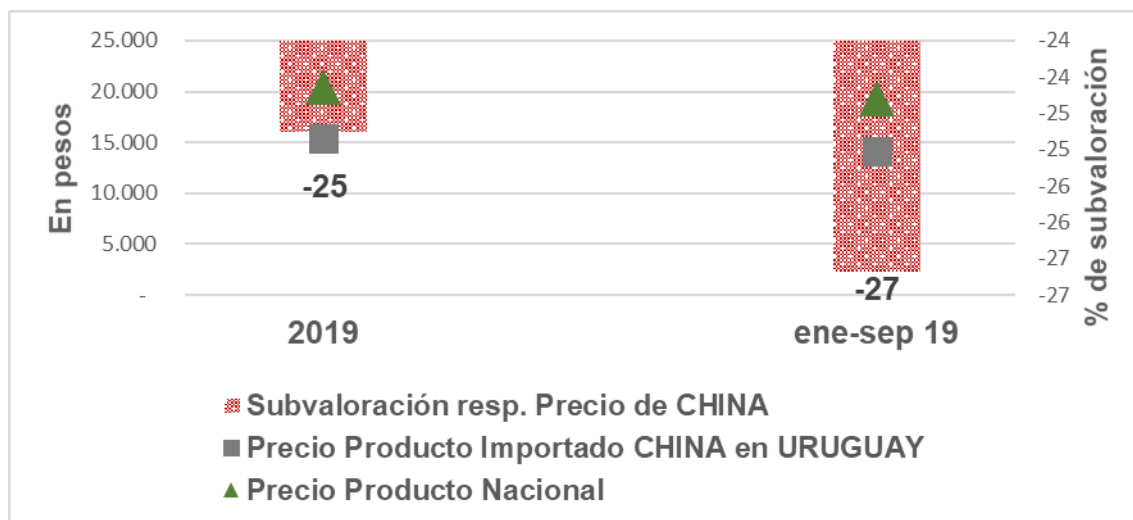 En pesos
25.000
20.000
15.000
10.000
5.000
-
-25
-27
-24
-24
-25
-25
-26
-26
-27
-27
% de subvaloración
2019
ene-sep 19
Subvaloración resp. Precio de CHINA
Precio Producto Importado CHINA en URUGUAY
Precio Producto Nacional